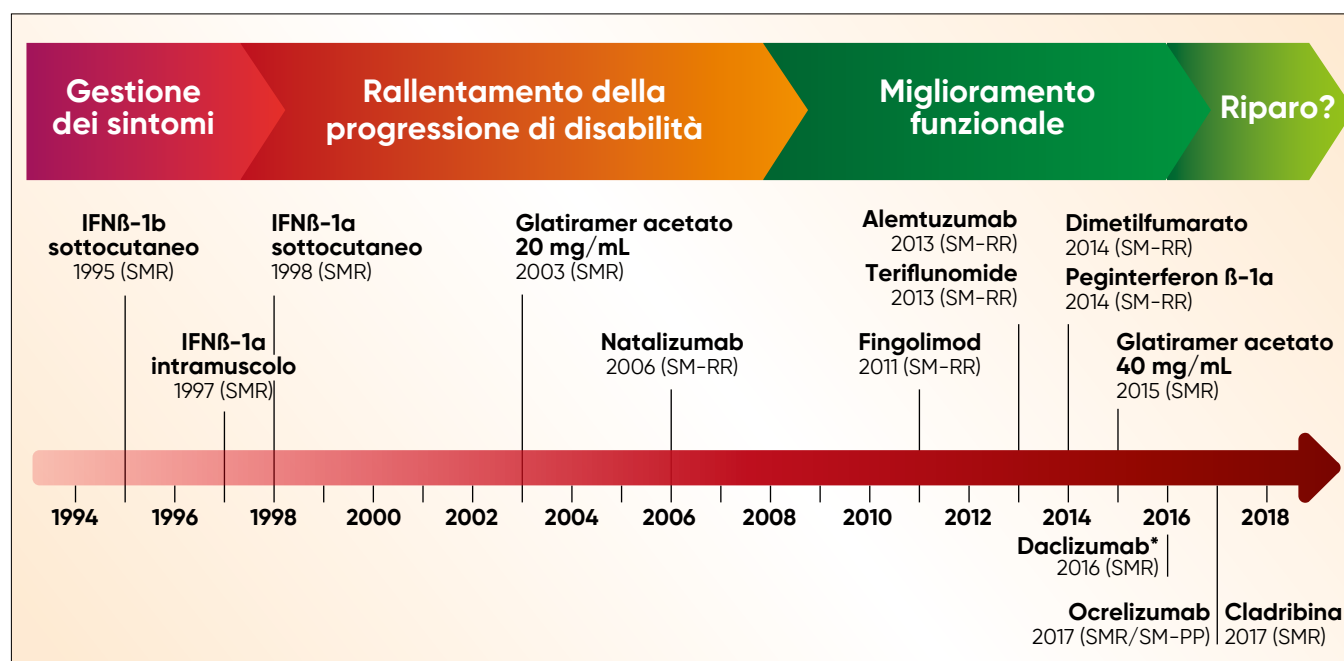 Gestione
dei sintomi
Rallentamento della
progressione di disabilità
Miglioramento
funzionale
Riparo?
IFNß-1b
sottocutaneo
1995 (SMR)
IFNß-1a
sottocutaneo
1998 (SMR)
Glatiramer acetato
20 mg/mL
2003 (SMR)
Alemtuzumab
2013 (SM-RR)
Teriflunomide
2013 (SM-RR)
Dimetilfumarato
2014 (SM-RR)
Peginterferon ß-1a
2014 (SM-RR)
IFNß-1a
intramuscolo
1997 (SMR)
Natalizumab
2006 (SM-RR)
Fingolimod
2011 (SM-RR)
Glatiramer acetato
40 mg/mL
2015 (SMR)
1994 1996 1998 2000 2002 2004 2006 2008 2010 2012 2014 2016 2018
Daclizumab*
2016 (SMR)
Ocrelizumab
2017 (SMR/SM-PP)
Cladribina
2017 (SMR)